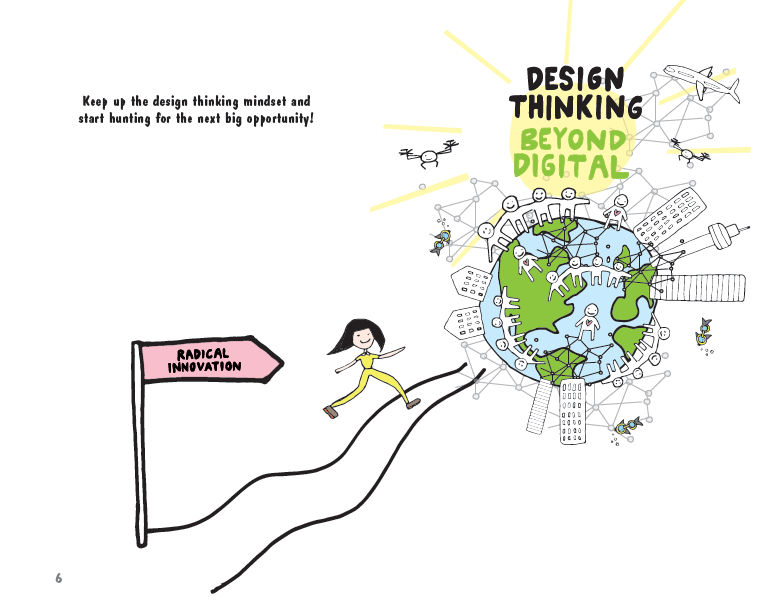 Keep up the design thinking mindset and
start hunting for the next big opportunity!
DESIGN
THINKING
BEYOND
DIGITAL
RADICAL
INNOVATION
6